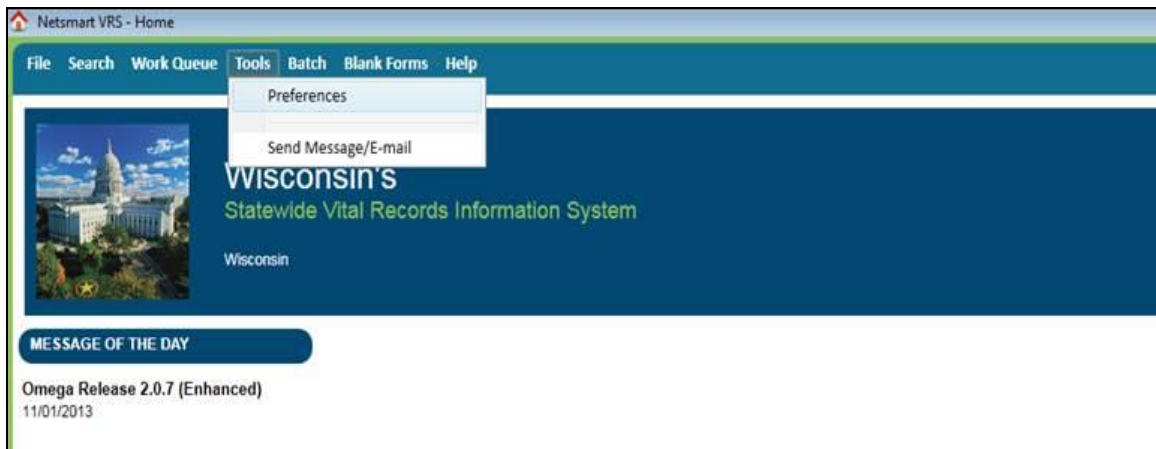 Netsmart VRS - Home
File Search Work Queue Tools Batch Blank Forms Help
Preferences
Send Message/E-mail
Wisconsin's
Statewide Vital Records Information System
Wisconsin
MESSAGE OF THE DAY
Omega Release 2.0.7 (Enhanced)
11/01/2013